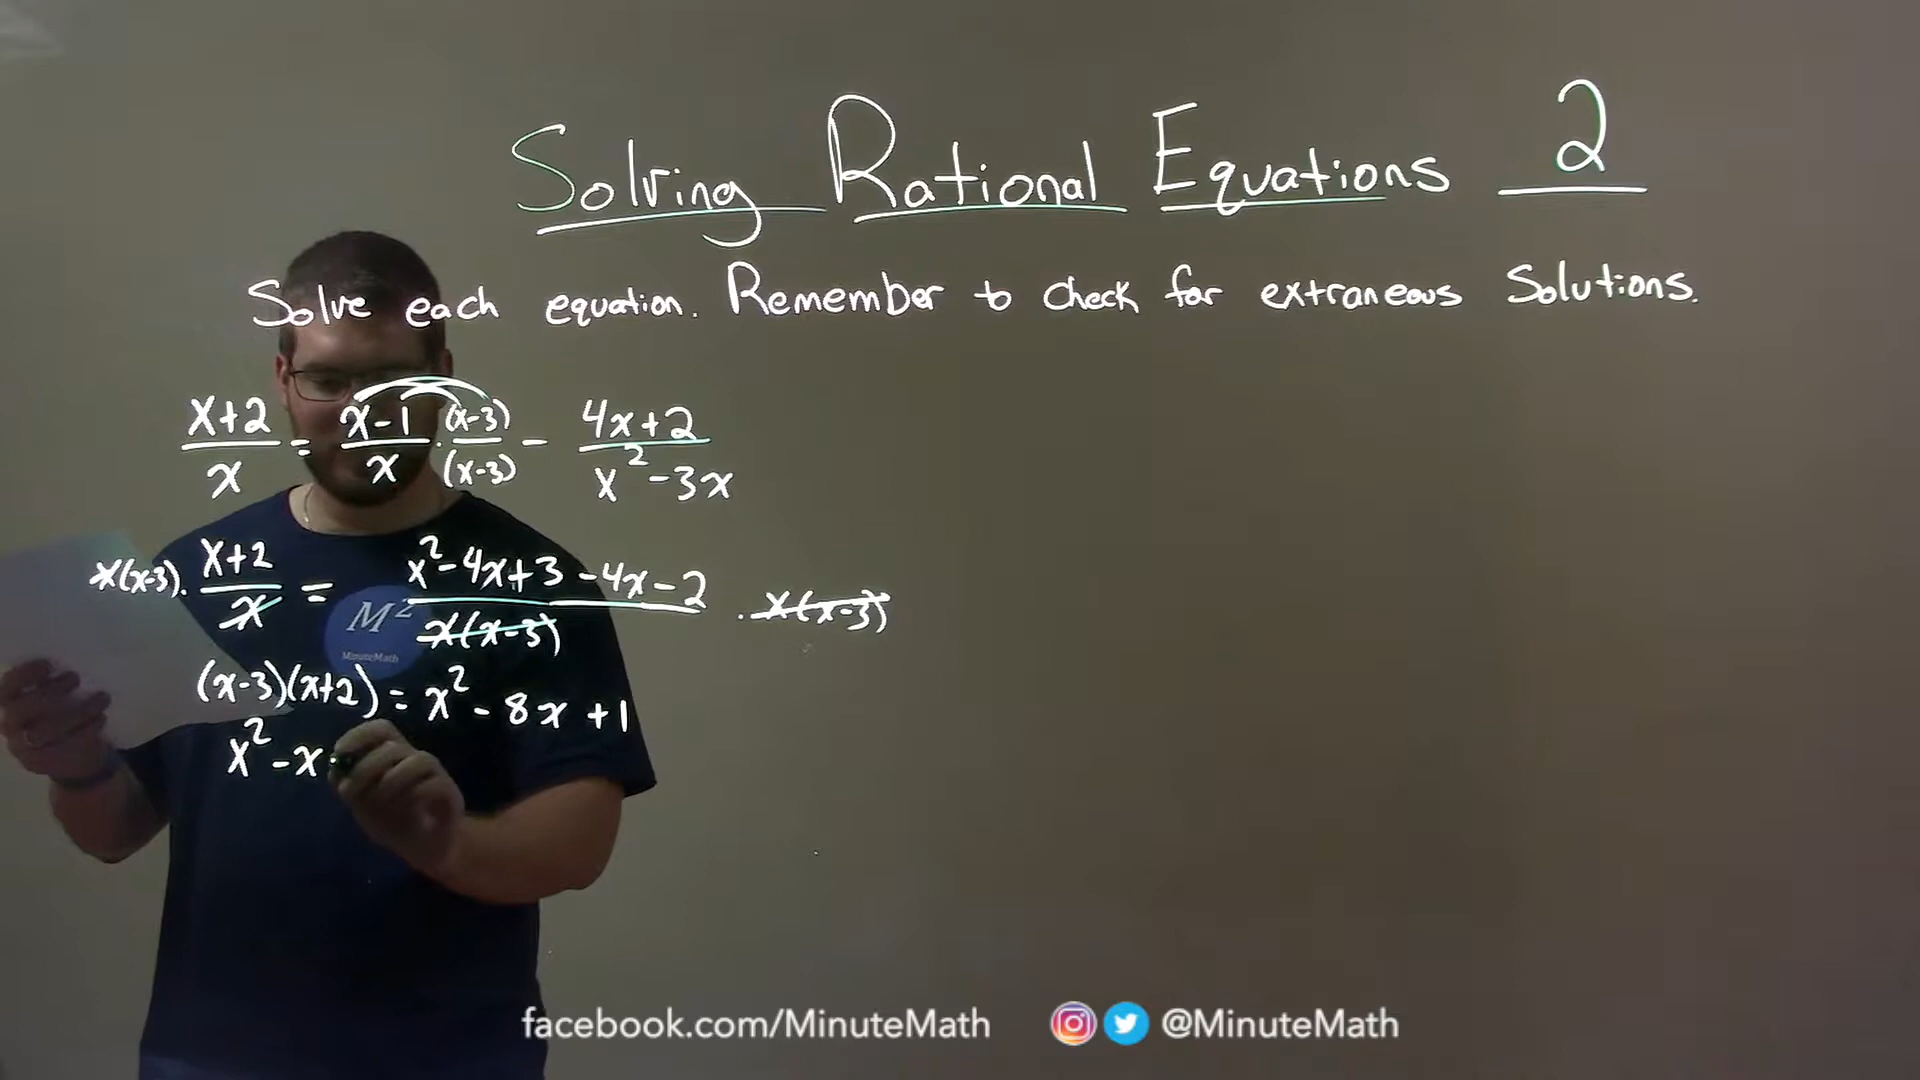 Solving Rational Equations 2
Solve each equation. Remember to check for extraneous Solutions.
x+2/x = x-1/x · (x-3)/(x-3) - 4x+2/x²-3x
x(x-3) · x+2/x = x²-4x+3-4x-2/x(x-3) · x(x-3)
M²
MinuteMath
(x-3)(x+2) = x² - 8x + 1
x² - x
facebook.com/MinuteMath @MinuteMath